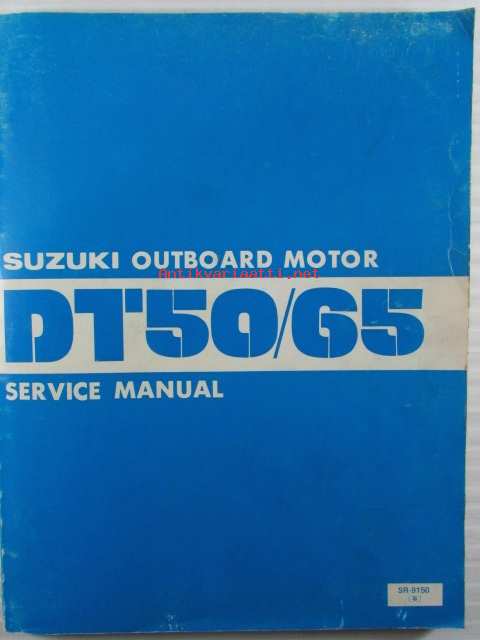 SUZUKI OUTBOARD MOTOR
Antikvariaatti.net
DT50/65
SERVICE MANUAL
SR-9150